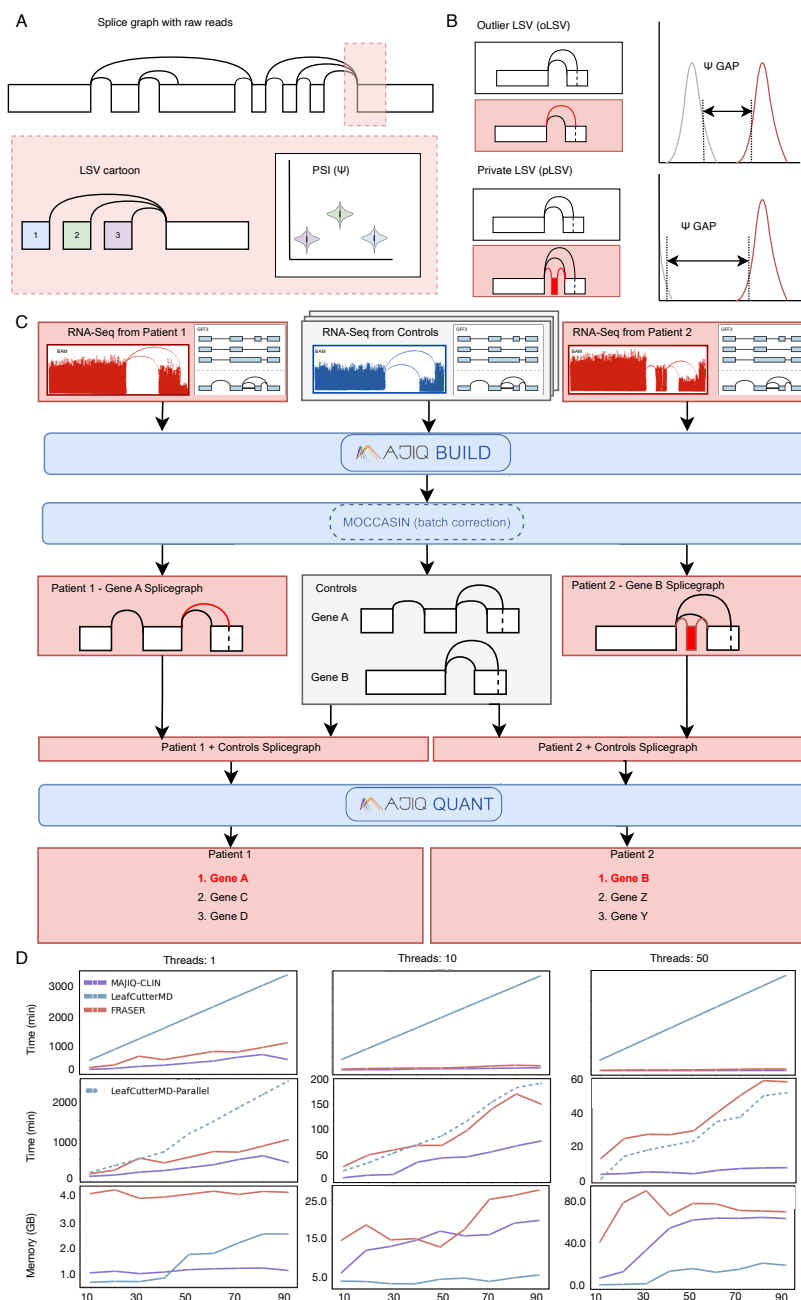 A
Splice graph with raw reads
LSV cartoon
PSI (Ψ)
1
2
3
B
Outlier LSV (oLSV)
Ψ GAP
Private LSV (pLSV)
Ψ GAP
C
RNA-Seq from Patient 1
BAM
GFF3
RNA-Seq from Controls
BAM
GFF3
RNA-Seq from Patient 2
BAM
GFF3
MAJIQ BUILD
MOCCASIN (batch correction)
Patient 1 - Gene A Splicegraph
Controls
Gene A
Gene B
Patient 2 - Gene B Splicegraph
Patient 1 + Controls Splicegraph
Patient 2 + Controls Splicegraph
MAJIQ QUANT
Patient 1
1. Gene A
2. Gene C
3. Gene D
Patient 2
1. Gene B
2. Gene Z
3. Gene Y
D
Threads: 1
Threads: 10
Threads: 50
Time (min)
3000
2000
1000
0
MAJIQ-CLIN
LeafCutterMD
FRASER
Time (min)
2000
1000
0
LeafCutterMD-Parallel
200
150
100
50
0
60
40
20
0
Memory (GB)
4.0
3.0
2.0
1.0
25.0
15.0
5.0
80.0
40.0
0.0
10 30 50 70 90
10 30 50 70 90
10 30 50 70 90